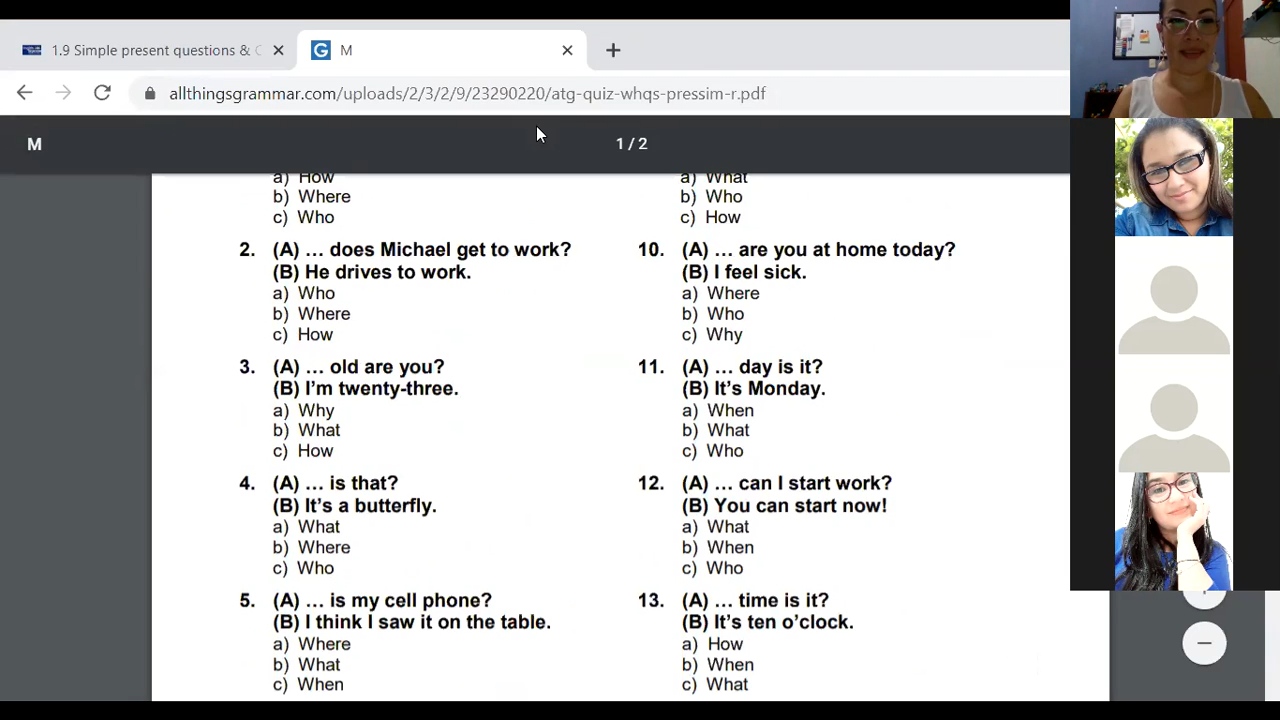 1.9 Simple present questions & C
M
allthingsgrammar.com/uploads/2/3/2/9/23290220/atg-quiz-whqs-pressim-r.pdf
M
1 / 2
a) How
b) Where
c) Who
2. (A) … does Michael get to work?
(B) He drives to work.
a) Who
b) Where
c) How
3. (A) … old are you?
(B) I’m twenty-three.
a) Why
b) What
c) How
4. (A) … is that?
(B) It’s a butterfly.
a) What
b) Where
c) Who
5. (A) … is my cell phone?
(B) I think I saw it on the table.
a) Where
b) What
c) When
a) What
b) Who
c) How
10. (A) … are you at home today?
(B) I feel sick.
a) Where
b) Who
c) Why
11. (A) … day is it?
(B) It’s Monday.
a) When
b) What
c) Who
12. (A) … can I start work?
(B) You can start now!
a) What
b) When
c) Who
13. (A) … time is it?
(B) It’s ten o’clock.
a) How
b) When
c) What